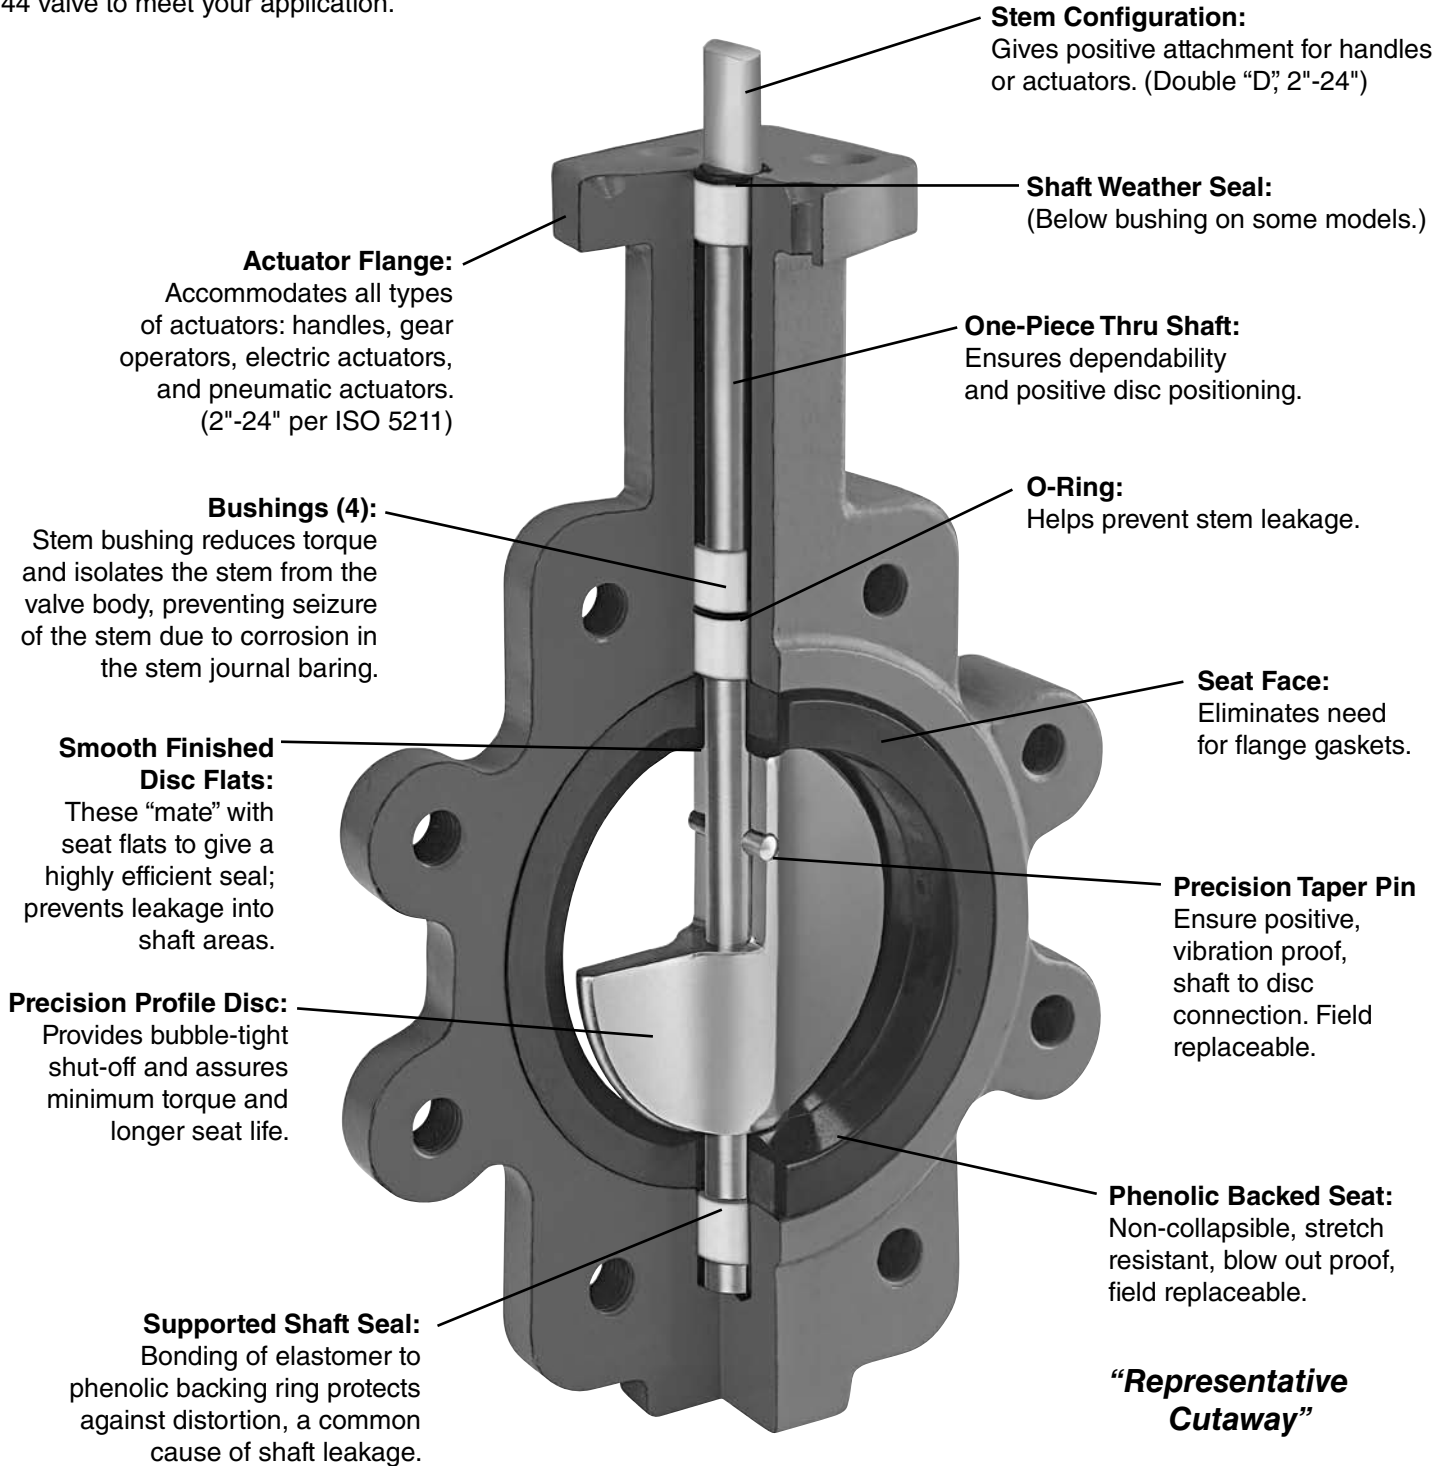 44 valve to meet your application.
Stem Configuration:
Gives positive attachment for handles
or actuators. (Double “D”, 2"-24")
Shaft Weather Seal:
(Below bushing on some models.)
Actuator Flange:
Accommodates all types
of actuators: handles, gear
operators, electric actuators,
and pneumatic actuators.
(2"-24" per ISO 5211)
One-Piece Thru Shaft:
Ensures dependability
and positive disc positioning.
Bushings (4):
Stem bushing reduces torque
and isolates the stem from the
valve body, preventing seizure
of the stem due to corrosion in
the stem journal baring.
O-Ring:
Helps prevent stem leakage.
Seat Face:
Eliminates need
for flange gaskets.
Smooth Finished
Disc Flats:
These “mate” with
seat flats to give a
highly efficient seal;
prevents leakage into
shaft areas.
Precision Taper Pin
Ensure positive,
vibration proof,
shaft to disc
connection. Field
replaceable.
Precision Profile Disc:
Provides bubble-tight
shut-off and assures
minimum torque and
longer seat life.
Phenolic Backed Seat:
Non-collapsible, stretch
resistant, blow out proof,
field replaceable.
Supported Shaft Seal:
Bonding of elastomer to
phenolic backing ring protects
against distortion, a common
cause of shaft leakage.
“Representative
Cutaway”